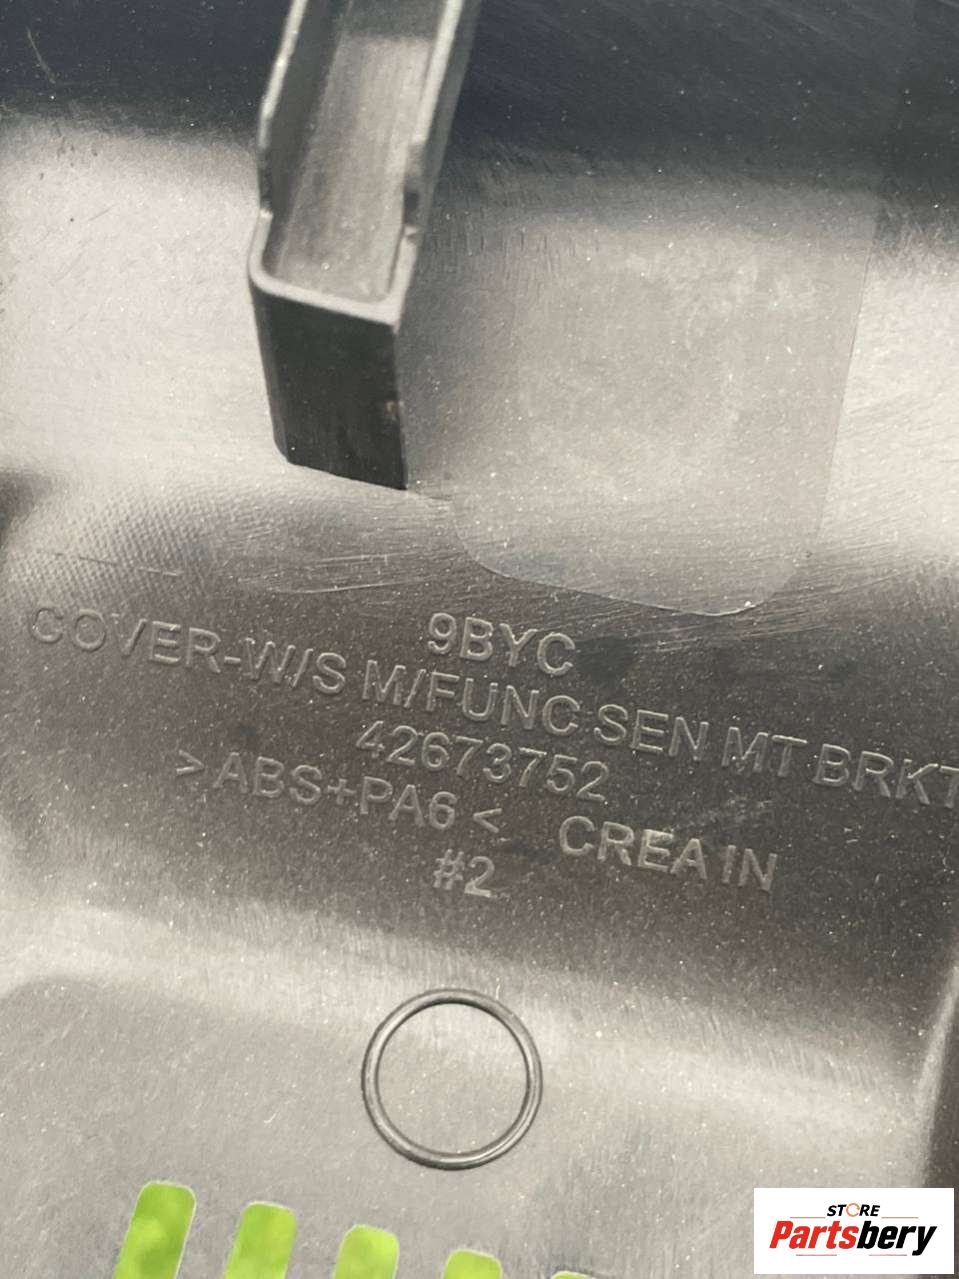 9BYC
COVER-W/S M/FUNC SEN MT BRKT
42673752
>ABS+PA6< CREA IN
#2
STORE
Partsbery